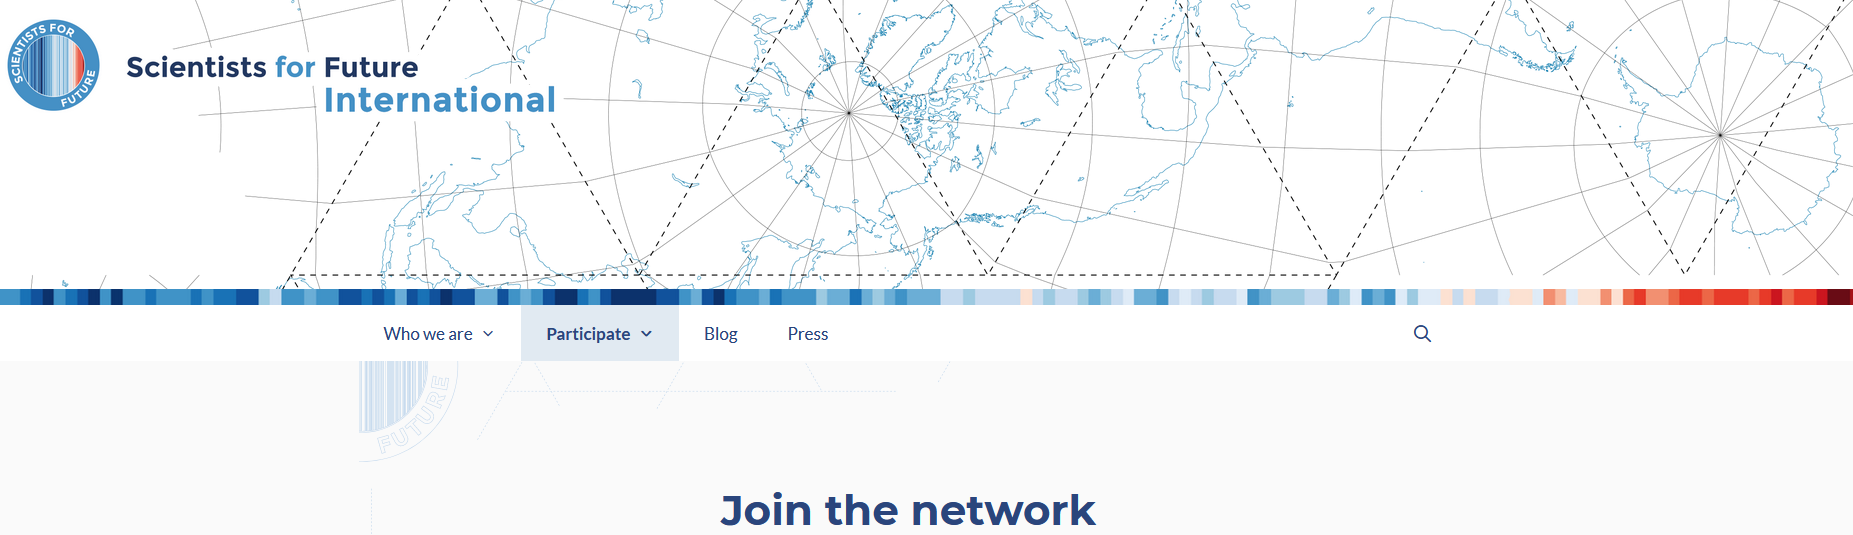 SCIENTISTS FOR
FUTURE
Scientists for Future
International
Who we are
Participate
Blog
Press
FUTURE
Join the network